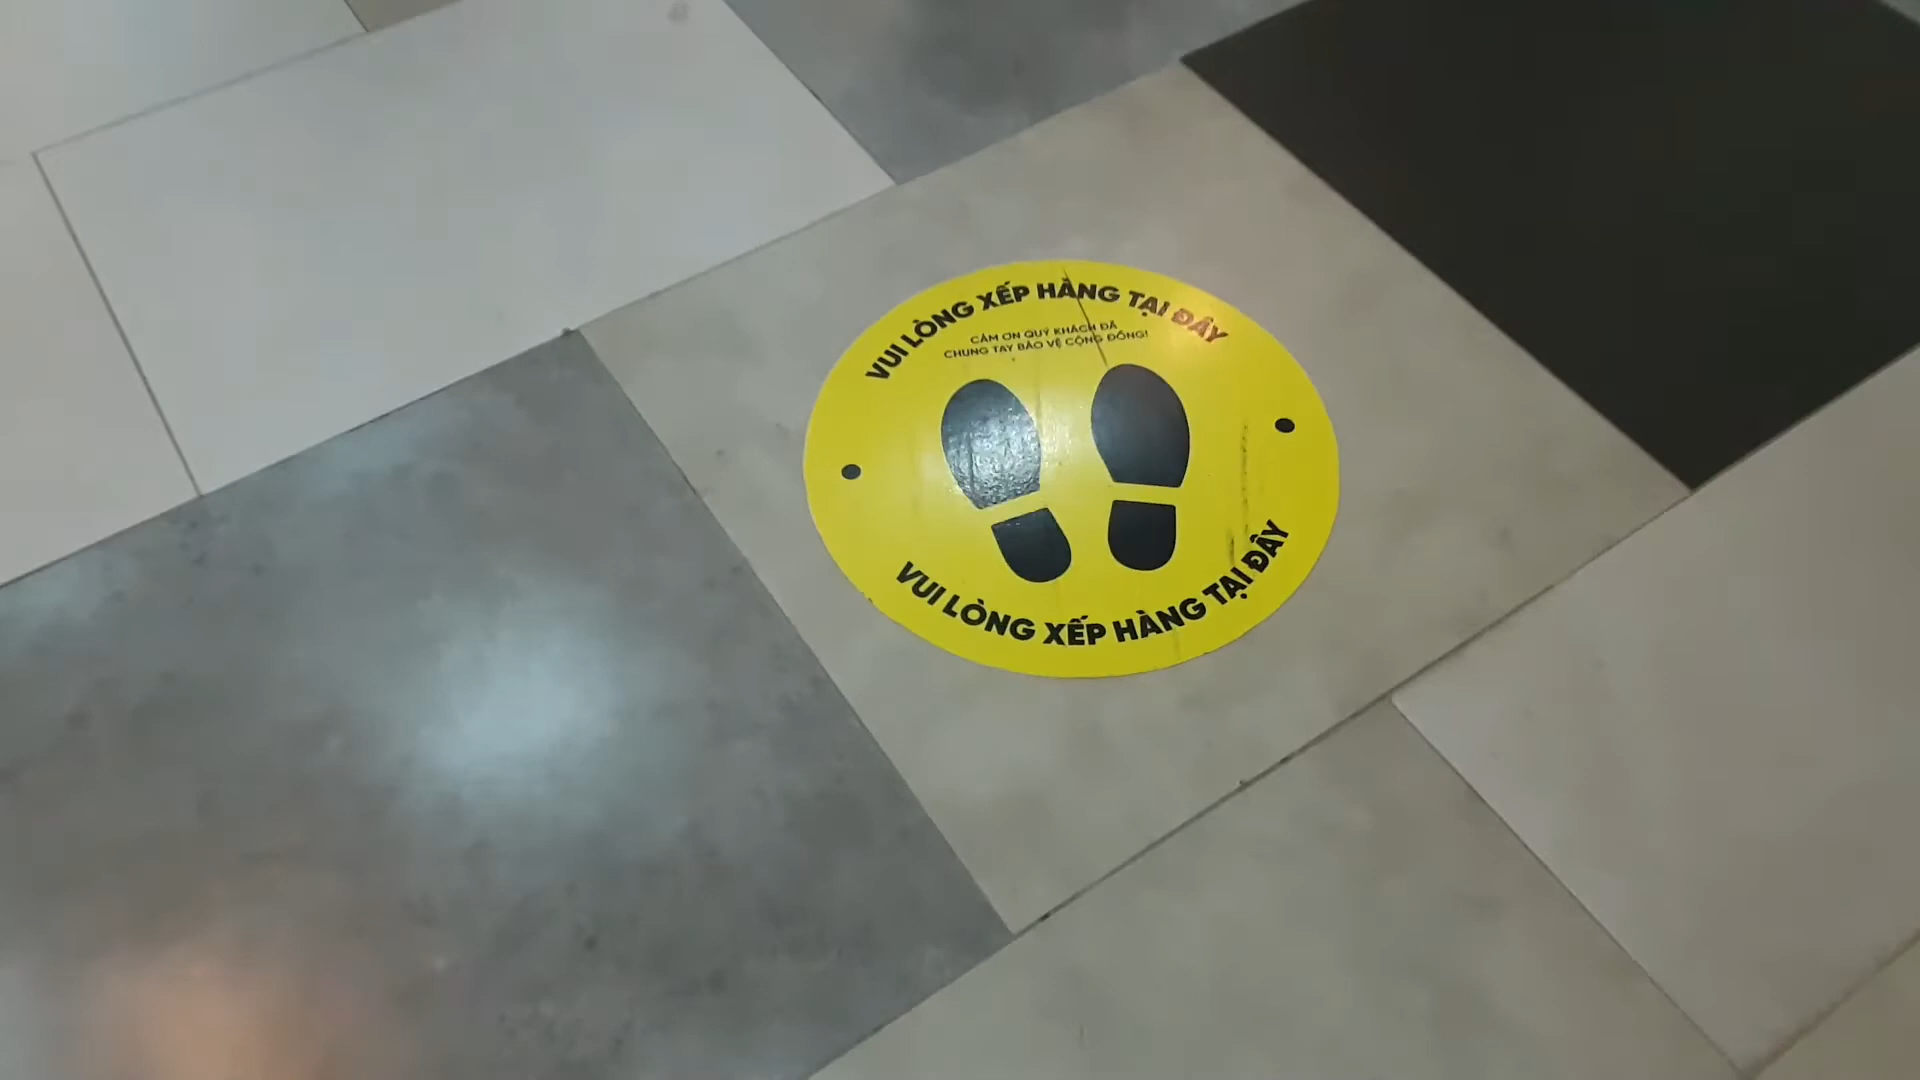 VUI LÒNG XẾP HÀNG TẠI ĐÂY
CẢM ƠN QUÝ KHÁCH ĐÃ
CHUNG TAY BẢO VỆ CỘNG ĐỒNG!
VUI LÒNG XẾP HÀNG TẠI ĐÂY